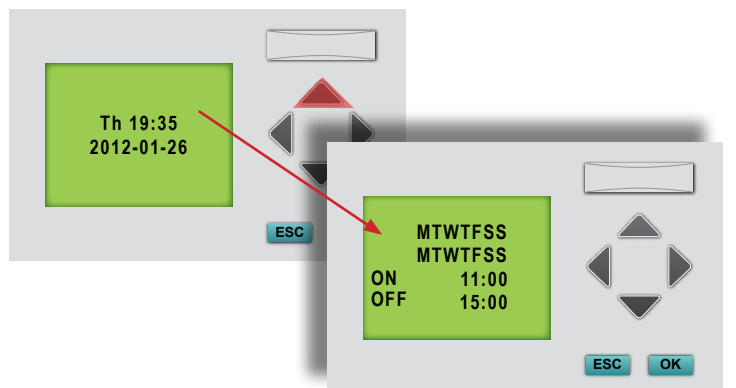 Th 19:35
2012-01-26
ESC
MTWTFSS
MTWTFSS
ON 11:00
OFF 15:00
ESC OK